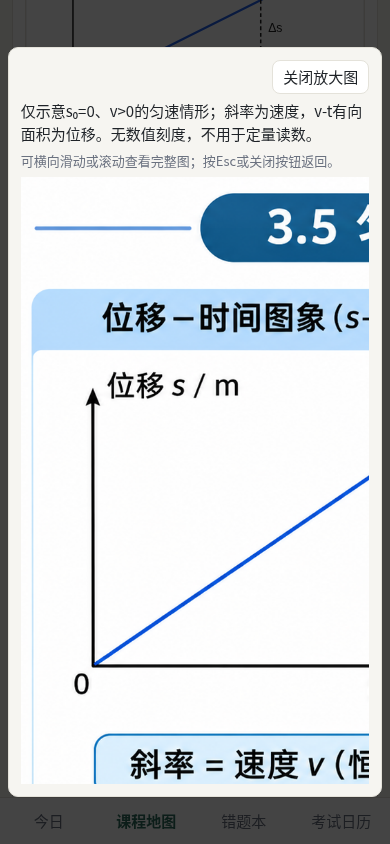 Δs
关闭放大图
仅示意s₀=0、v>0的匀速情形；斜率为速度，v-t有向
面积为位移。无数值刻度，不用于定量读数。
可横向滑动或滚动查看完整图；按Esc或关闭按钮返回。
3.5
位移－时间图象 (s-
位移 s / m
0
斜率 = 速度 v (恒
今日 课程地图 错题本 考试日历